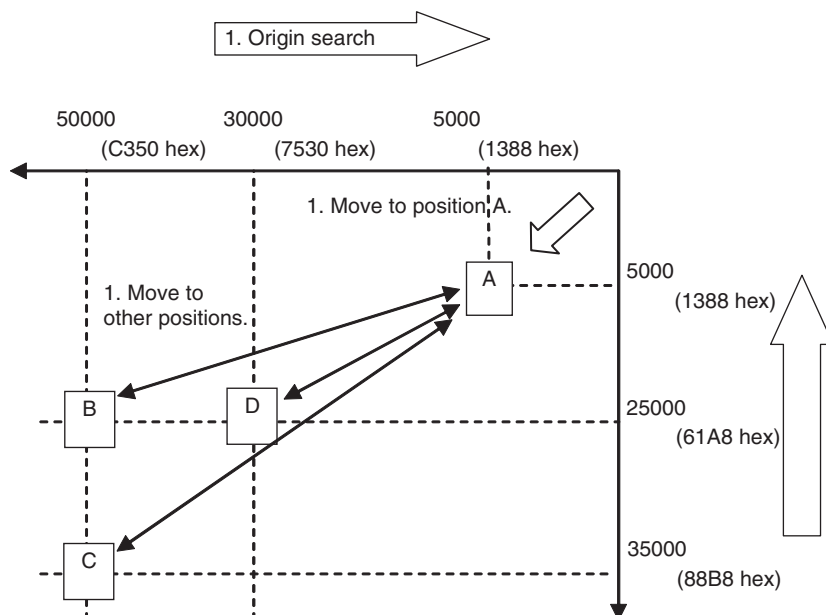 1. Origin search
50000 30000 5000
(C350 hex) (7530 hex) (1388 hex)
1. Move to position A.
A
5000
(1388 hex)
1. Move to
other positions.
B D
25000
(61A8 hex)
C
35000
(88B8 hex)